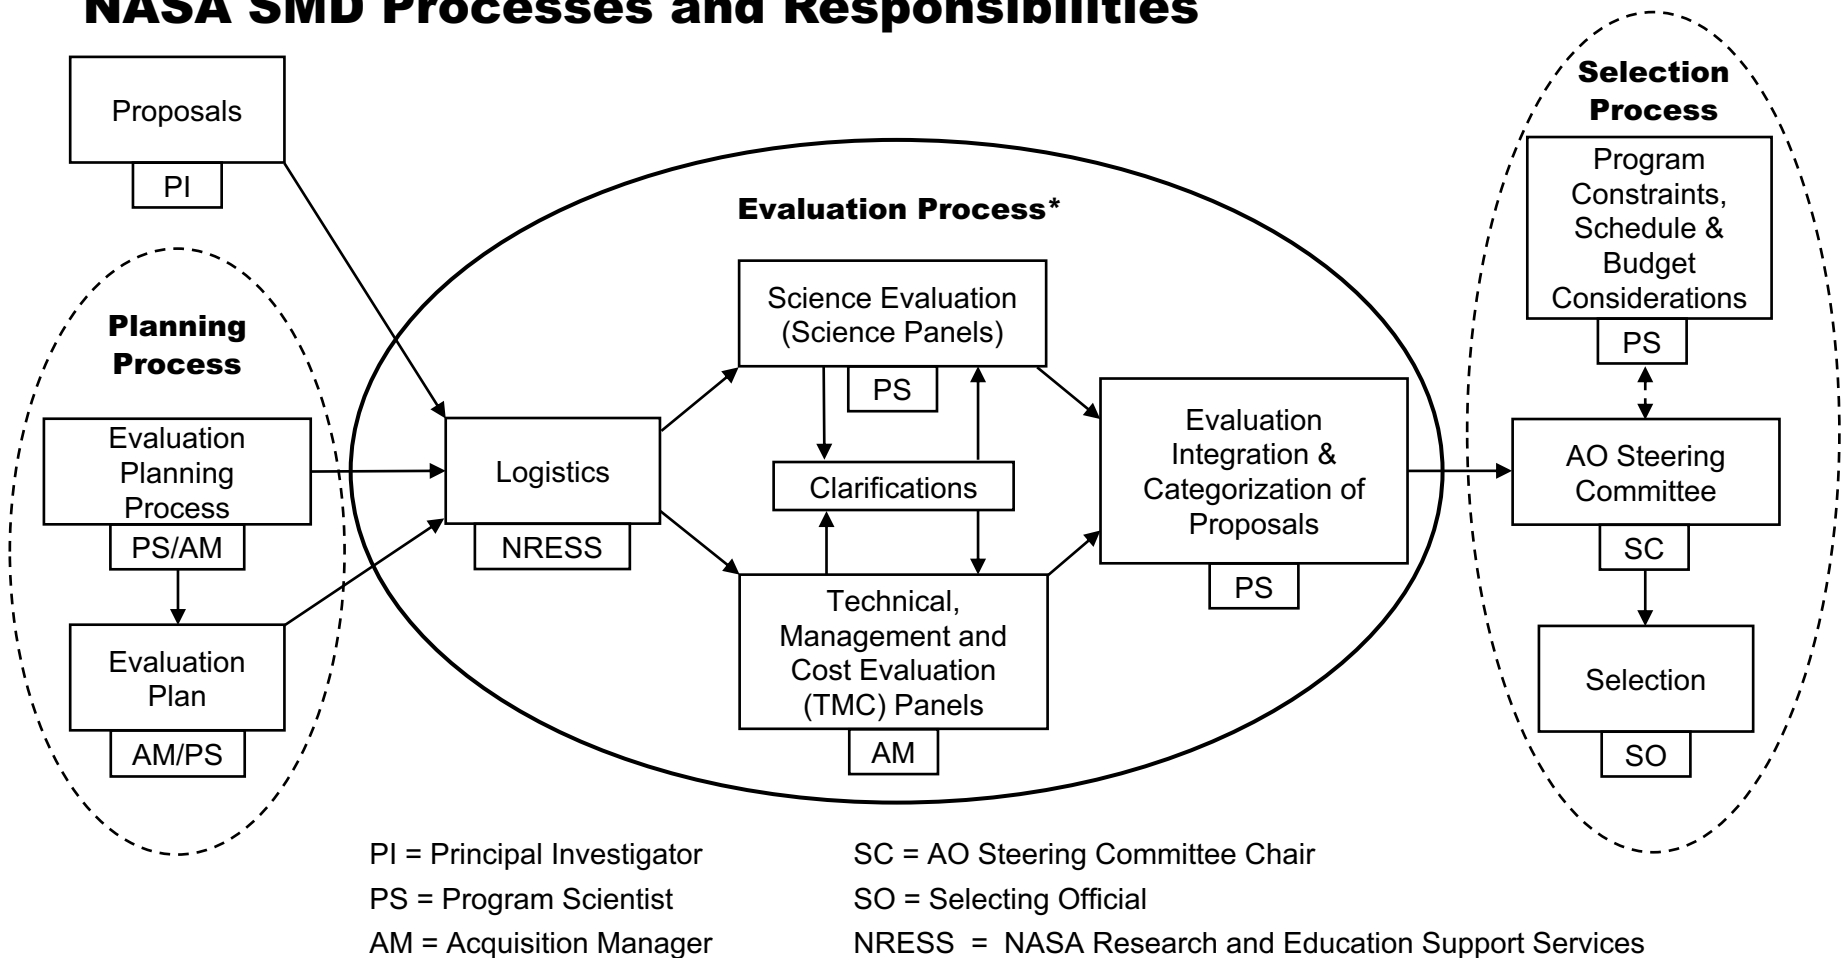 NASA SMD Processes and Responsibilities
Proposals
PI
Planning
Process
Evaluation
Planning
Process
PS/AM
Evaluation
Plan
AM/PS
Evaluation Process*
Logistics
NRESS
Science Evaluation
(Science Panels)
PS
Clarifications
Technical,
Management and
Cost Evaluation
(TMC) Panels
AM
Evaluation
Integration &
Categorization of
Proposals
PS
Selection
Process
Program
Constraints,
Schedule &
Budget
Considerations
PS
AO Steering
Committee
SC
Selection
SO
PI = Principal Investigator
PS = Program Scientist
AM = Acquisition Manager
SC = AO Steering Committee Chair
SO = Selecting Official
NRESS = NASA Research and Education Support Services